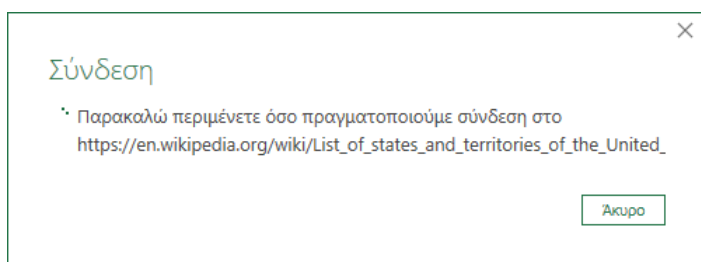 Σύνδεση
Παρακαλώ περιμένετε όσο πραγματοποιούμε σύνδεση στο
https://en.wikipedia.org/wiki/List_of_states_and_territories_of_the_United_
Άκυρο